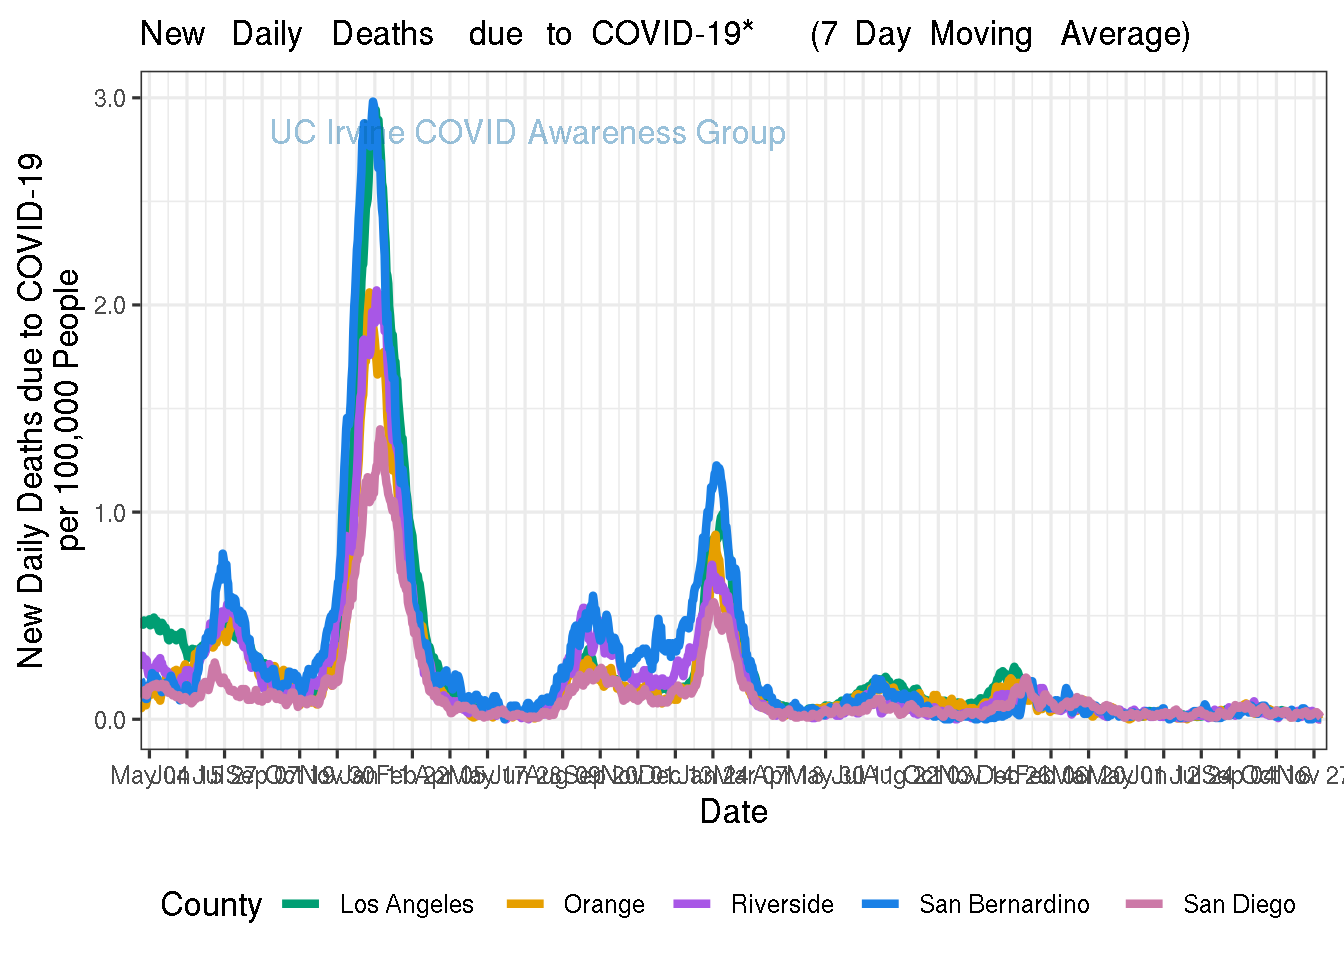 New Daily Deaths due to COVID-19* (7 Day Moving Average)
UC Irvine COVID Awareness Group
New Daily Deaths due to COVID-19
per 100,000 People
3.0
2.0
1.0
0.0
Date
County
Los Angeles
Orange
Riverside
San Bernardino
San Diego